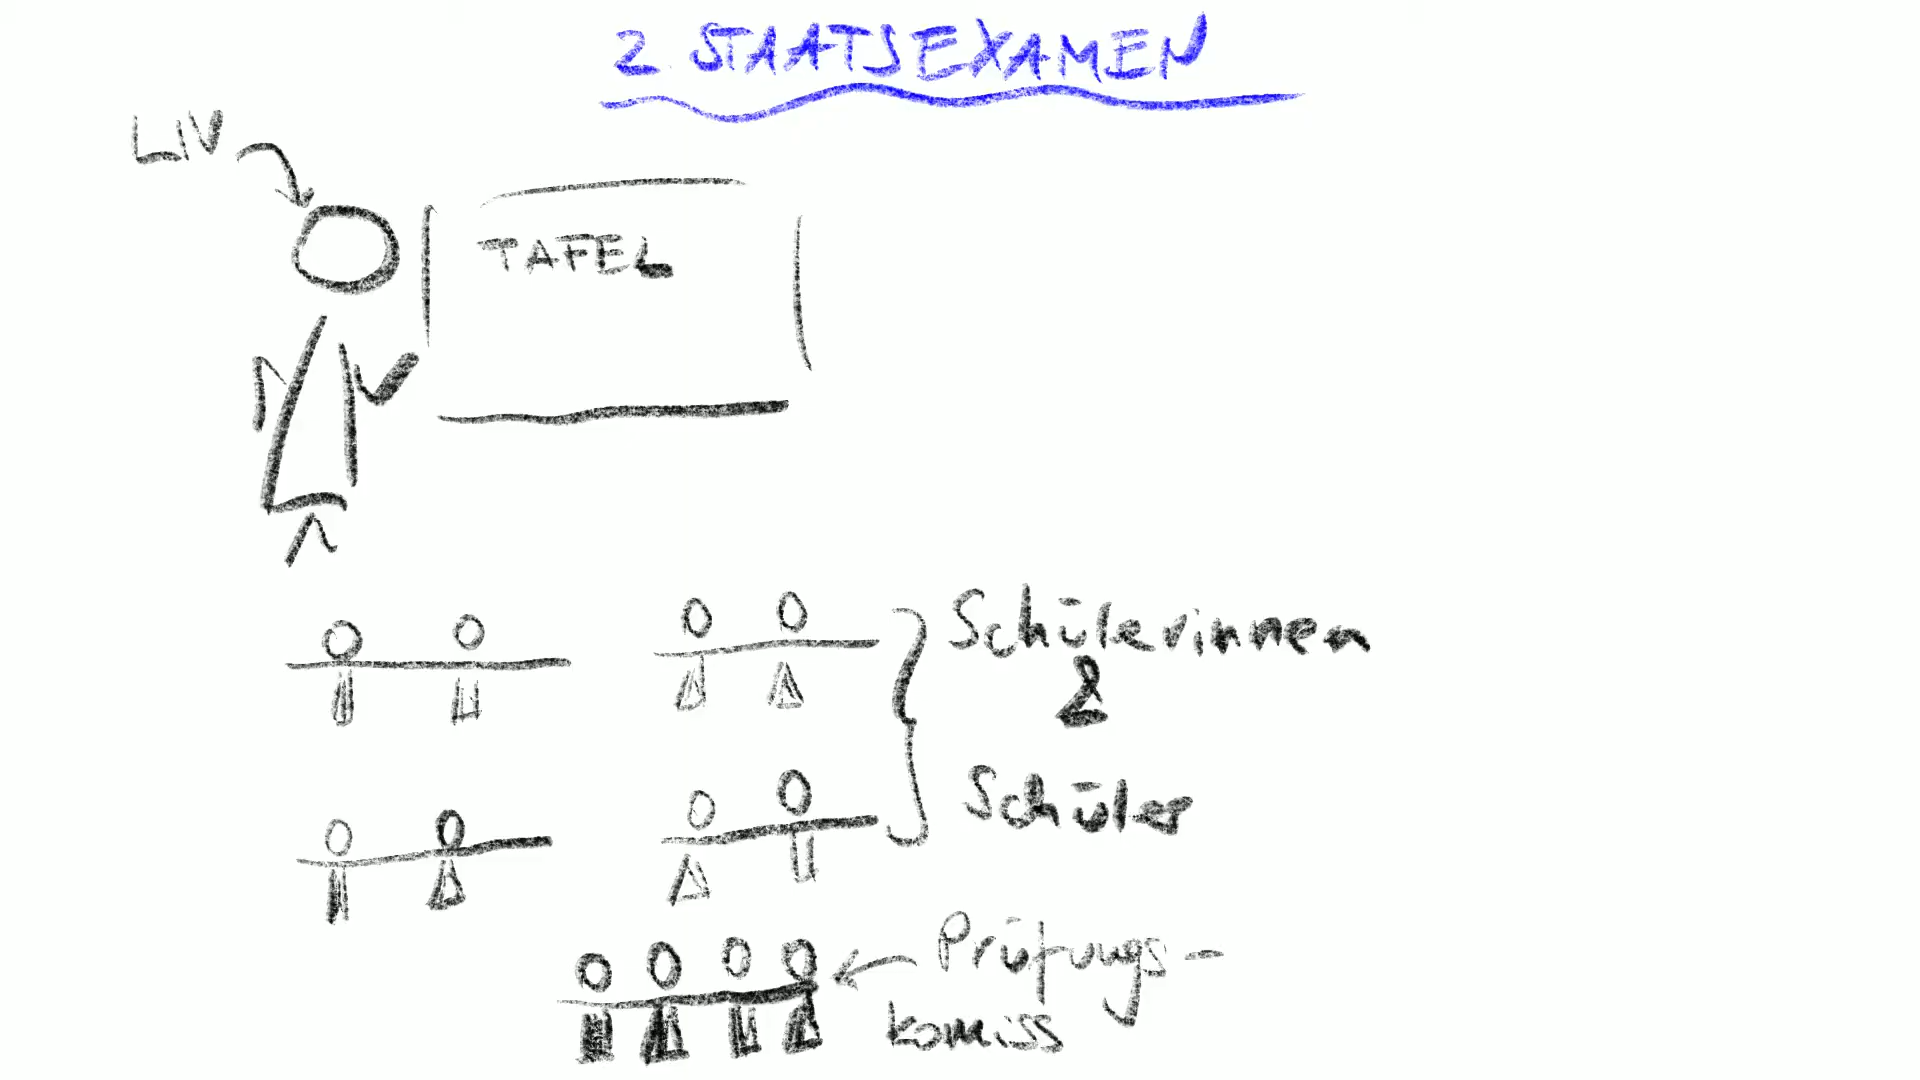 2. STAATSEXAMEN
LIV
TAFEL
Schülerinnen
&
Schüler
Prüfungs-
komiss